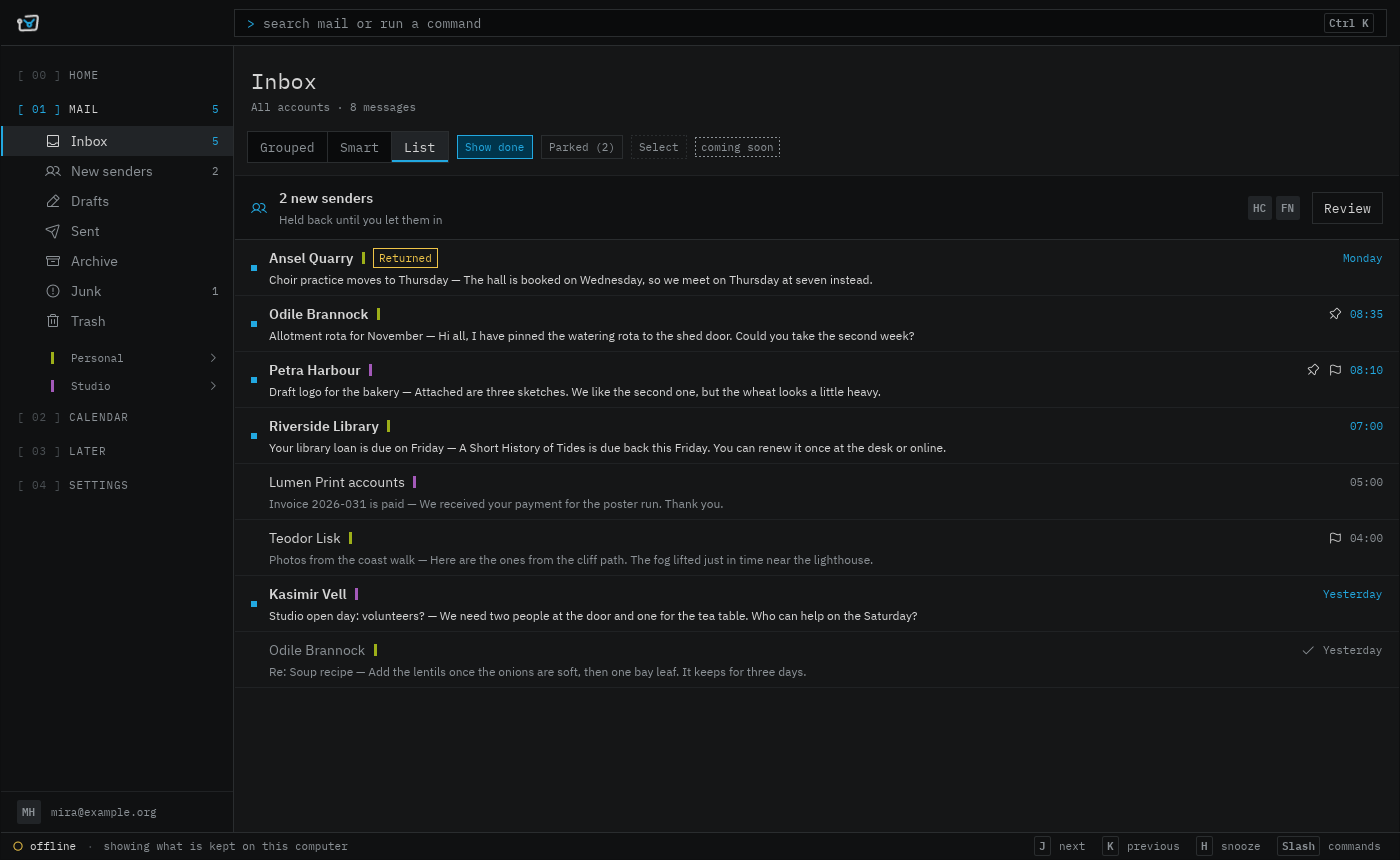 > search mail or run a command Ctrl K
[ 00 ] HOME
[ 01 ] MAIL 5
Inbox 5
New senders 2
Drafts
Sent
Archive
Junk 1
Trash
Personal
Studio
[ 02 ] CALENDAR
[ 03 ] LATER
[ 04 ] SETTINGS
MH mira@example.org
Inbox
All accounts · 8 messages
Grouped Smart List Show done Parked (2) Select coming soon
2 new senders
Held back until you let them in
HC FN Review
Ansel Quarry Returned Monday
Choir practice moves to Thursday — The hall is booked on Wednesday, so we meet on Thursday at seven instead.
Odile Brannock 08:35
Allotment rota for November — Hi all, I have pinned the watering rota to the shed door. Could you take the second week?
Petra Harbour 08:10
Draft logo for the bakery — Attached are three sketches. We like the second one, but the wheat looks a little heavy.
Riverside Library 07:00
Your library loan is due on Friday — A Short History of Tides is due back this Friday. You can renew it once at the desk or online.
Lumen Print accounts 05:00
Invoice 2026-031 is paid — We received your payment for the poster run. Thank you.
Teodor Lisk 04:00
Photos from the coast walk — Here are the ones from the cliff path. The fog lifted just in time near the lighthouse.
Kasimir Vell Yesterday
Studio open day: volunteers? — We need two people at the door and one for the tea table. Who can help on the Saturday?
Odile Brannock Yesterday
Re: Soup recipe — Add the lentils once the onions are soft, then one bay leaf. It keeps for three days.
offline · showing what is kept on this computer J next K previous H snooze Slash commands